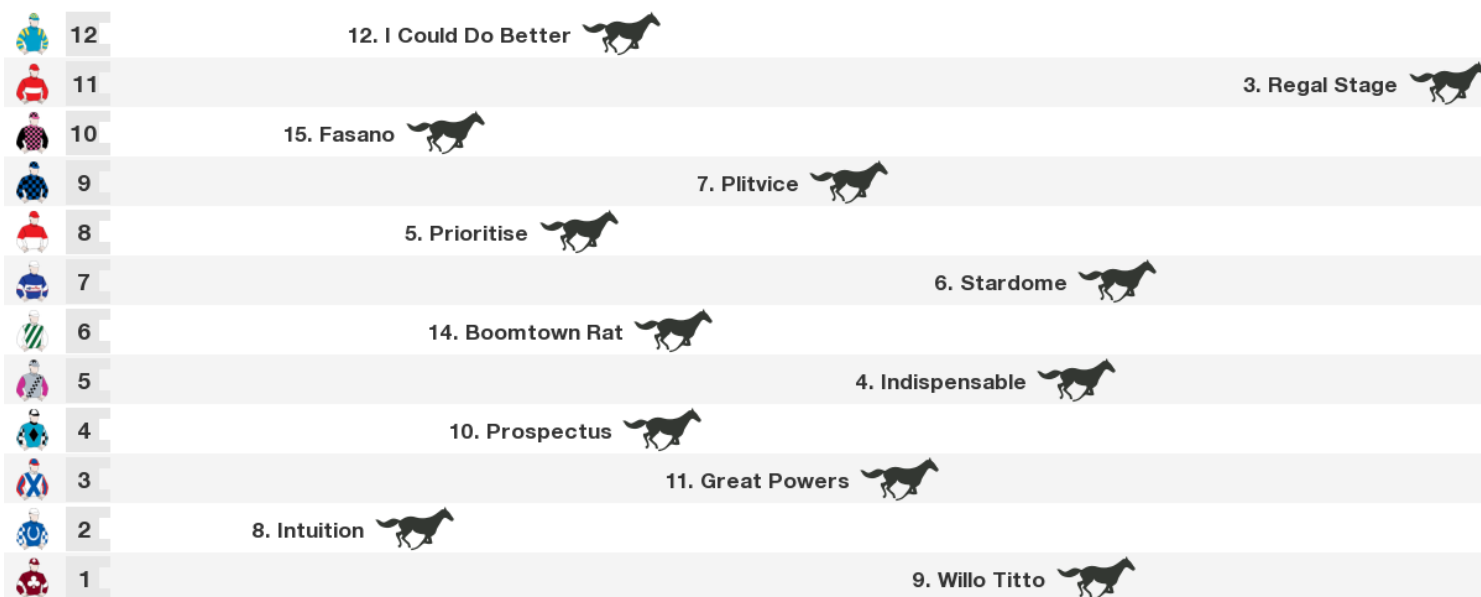 12 12. I Could Do Better
11 3. Regal Stage
10 15. Fasano
9 7. Plitvice
8 5. Prioritise
7 6. Stardome
6 14. Boomtown Rat
5 4. Indispensable
4 10. Prospectus
3 11. Great Powers
2 8. Intuition
1 9. Willo Titto